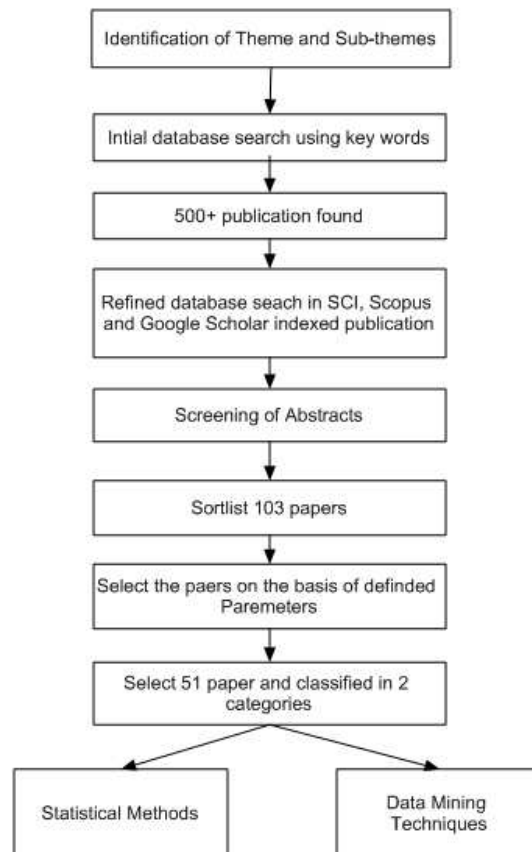 Identification of Theme and Sub-themes
Intial database search using key words
500+ publication found
Refined database seach in SCI, Scopus
and Google Scholar indexed publication
Screening of Abstracts
Sortlist 103 papers
Select the paers on the basis of definded
Paremeters
Select 51 paper and classified in 2
categories
Statistical Methods
Data Mining
Techniques